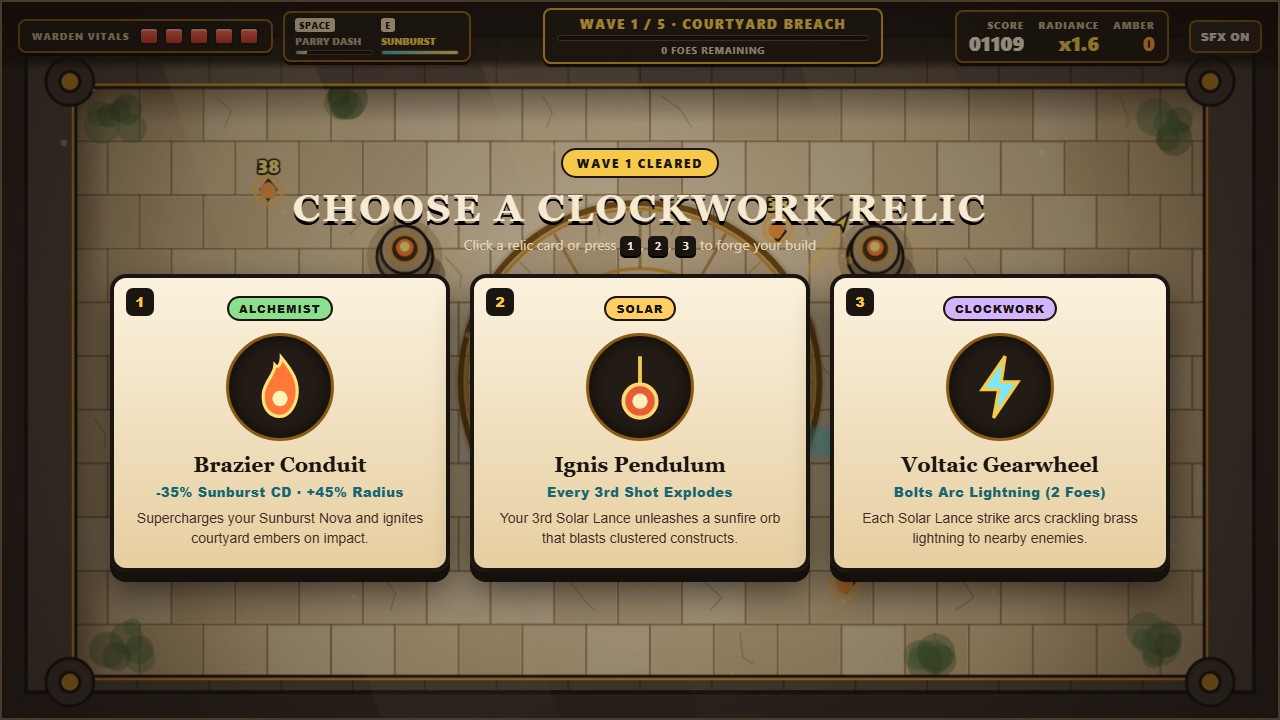 WARDEN VITALS
SPACE
PARRY DASH
E
SUNBURST
WAVE 1 / 5 · COURTYARD BREACH
0 FOES REMAINING
SCORE
01109
RADIANCE
x1.6
AMBER
0
SFX ON
38
WAVE 1 CLEARED
CHOOSE A CLOCKWORK RELIC
Click a relic card or press 1 2 3 to forge your build
1
ALCHEMIST
Brazier Conduit
-35% Sunburst CD · +45% Radius
Supercharges your Sunburst Nova and ignites
courtyard embers on impact.
2
SOLAR
Ignis Pendulum
Every 3rd Shot Explodes
Your 3rd Solar Lance unleashes a sunfire orb
that blasts clustered constructs.
3
CLOCKWORK
Voltaic Gearwheel
Bolts Arc Lightning (2 Foes)
Each Solar Lance strike arcs crackling brass
lightning to nearby enemies.